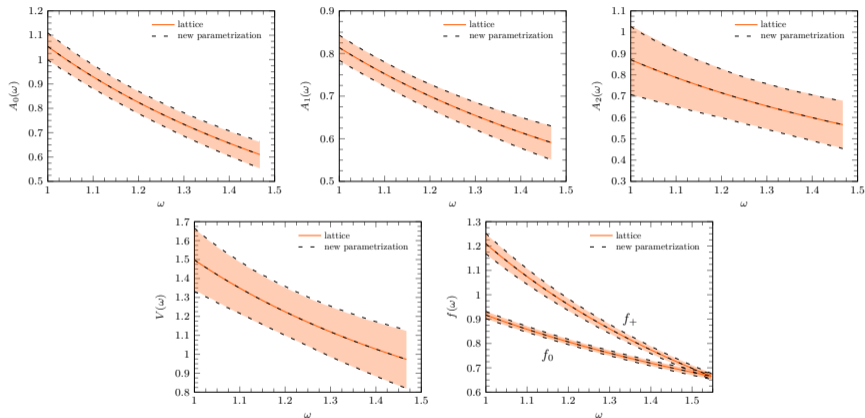 1.1
1
0.9
0.8
0.7
0.6
0.5
A₀(ω)
lattice
new parametrization
1 1.1 1.2 1.3 1.4 1.5
ω
0.9
0.8
0.7
0.6
0.5
0.4
0.3
A₁(ω)
lattice
new parametrization
1 1.1 1.2 1.3 1.4 1.5
ω
1.1
1
0.9
0.8
0.7
0.6
0.5
0.4
0.3
A₂(ω)
lattice
new parametrization
1 1.1 1.2 1.3 1.4 1.5
ω
1.7
1.6
1.5
1.4
1.3
1.2
1.1
1
0.9
0.8
V(ω)
lattice
new parametrization
1 1.1 1.2 1.3 1.4 1.5
ω
1.3
1.2
1.1
1
0.9
0.8
0.7
0.6
f(ω)
lattice
new parametrization
f₊
f₀
1 1.1 1.2 1.3 1.4 1.5
ω